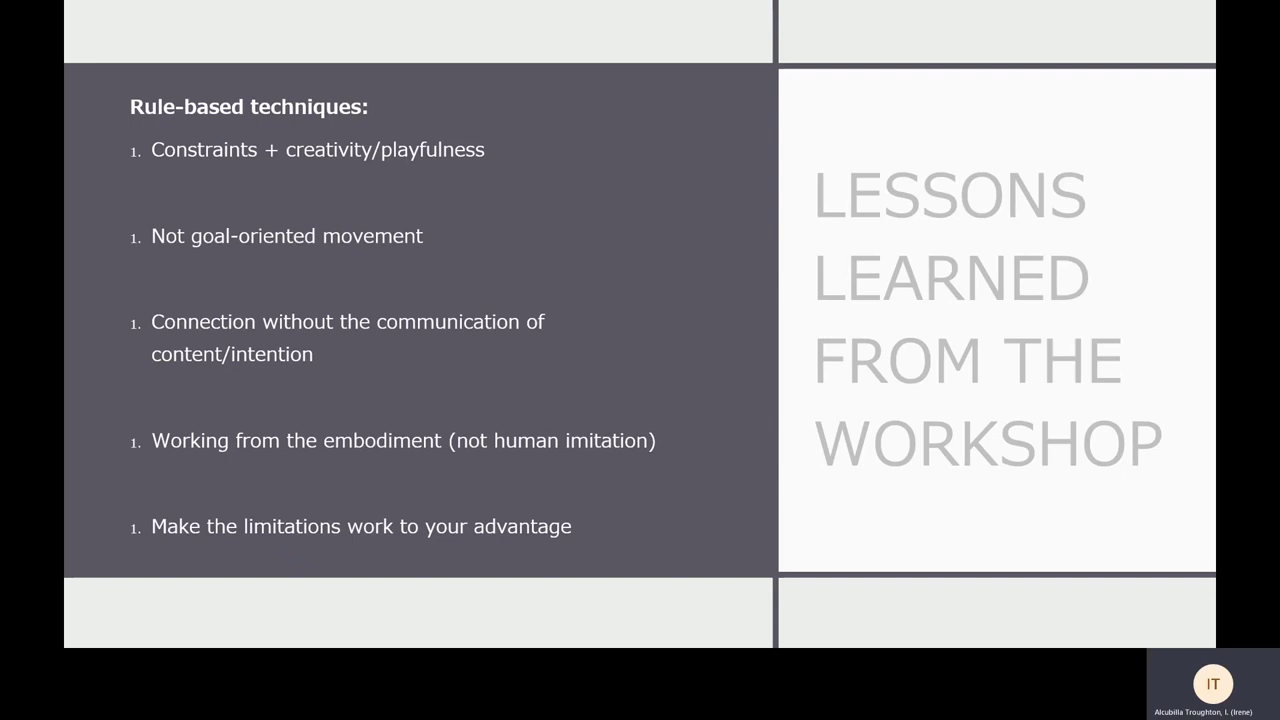 Rule-based techniques:
1. Constraints + creativity/playfulness
1. Not goal-oriented movement
1. Connection without the communication of
content/intention
1. Working from the embodiment (not human imitation)
1. Make the limitations work to your advantage
LESSONS
LEARNED
FROM THE
WORKSHOP
IT
Alcubilla Troughton, I. (Irene)